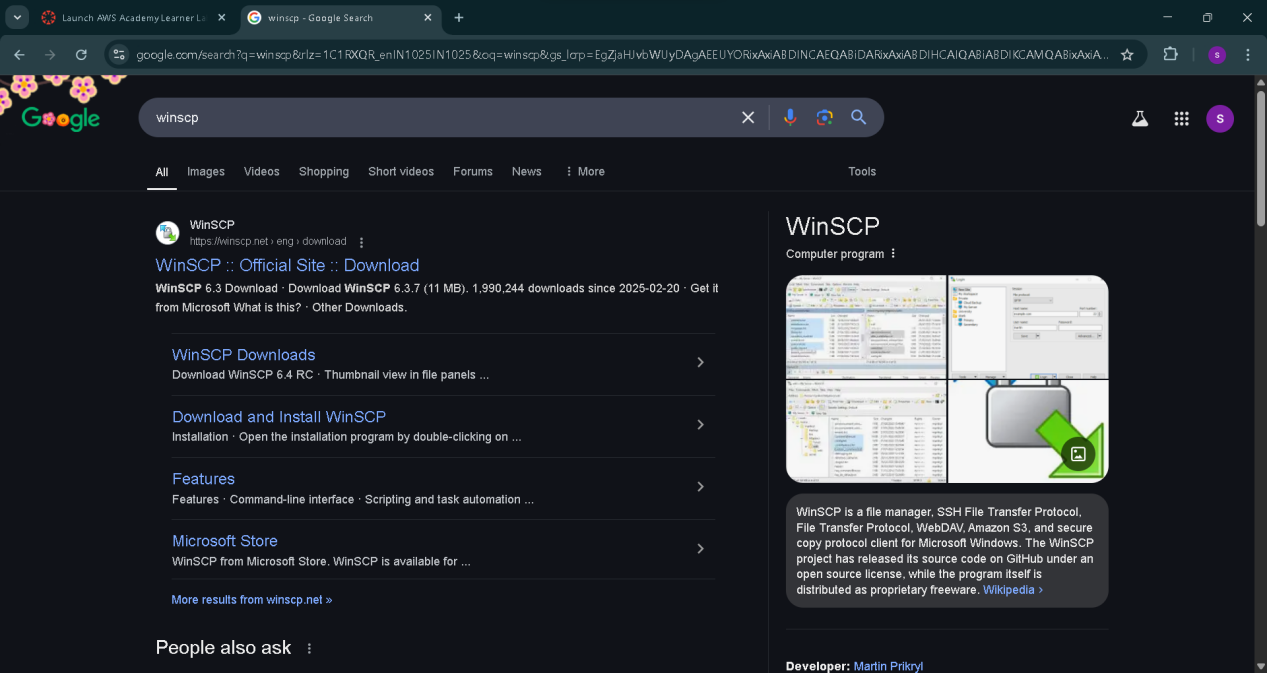 Launch AWS Academy Learner La
winscp - Google Search
google.com/search?q=winscp&rlz=1C1RXQR_enIN1025IN1025&oq=winscp&gs_lcrp=
S
Google
winscp
S
All Images Videos Shopping Short videos Forums News More Tools
WinSCP
https://winscp.net › eng › download
WinSCP :: Official Site :: Download
WinSCP 6.3 Download · Download WinSCP 6.3.7 (11 MB). 1,990,244 downloads since 2025-02-20 · Get it
from Microsoft What is this? · Other Downloads.
WinSCP Downloads
Download WinSCP 6.4 RC · Thumbnail view in file panels ...
Download and Install WinSCP
Installation · Open the installation program by double-clicking on ...
Features
Features · Command-line interface · Scripting and task automation ...
Microsoft Store
WinSCP from Microsoft Store. WinSCP is available for ...
More results from winscp.net »
People also ask
WinSCP
Computer program
WinSCP is a file manager, SSH File Transfer Protocol,
File Transfer Protocol, WebDAV, Amazon S3, and secure
copy protocol client for Microsoft Windows. The WinSCP
project has released its source code on GitHub under an
open source license, while the program itself is
distributed as proprietary freeware. Wikipedia ›
Developer: Martin Prikryl